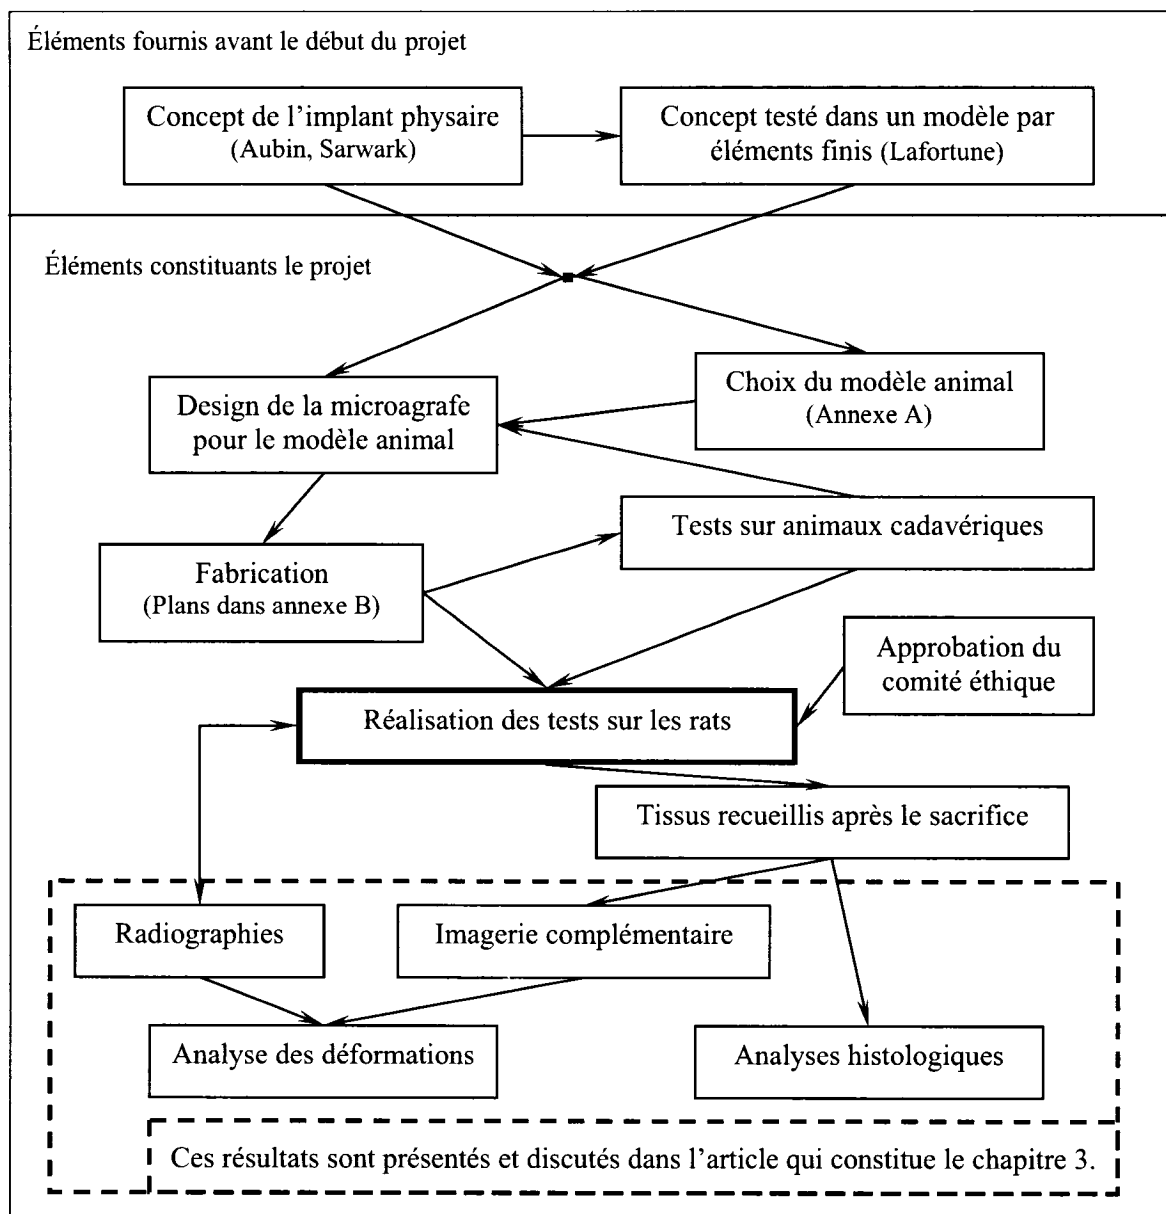 Éléments fournis avant le début du projet
Concept de l'implant physaire
(Aubin, Sarwark)
Concept testé dans un modèle par
éléments finis (Lafortune)
Éléments constituants le projet
Choix du modèle animal
(Annexe A)
Design de la microagrafe
pour le modèle animal
Tests sur animaux cadavériques
Fabrication
(Plans dans annexe B)
Approbation du
comité éthique
Réalisation des tests sur les rats
Tissus recueillis après le sacrifice
Radiographies
Imagerie complémentaire
Analyse des déformations
Analyses histologiques
Ces résultats sont présentés et discutés dans l'article qui constitue le chapitre 3.